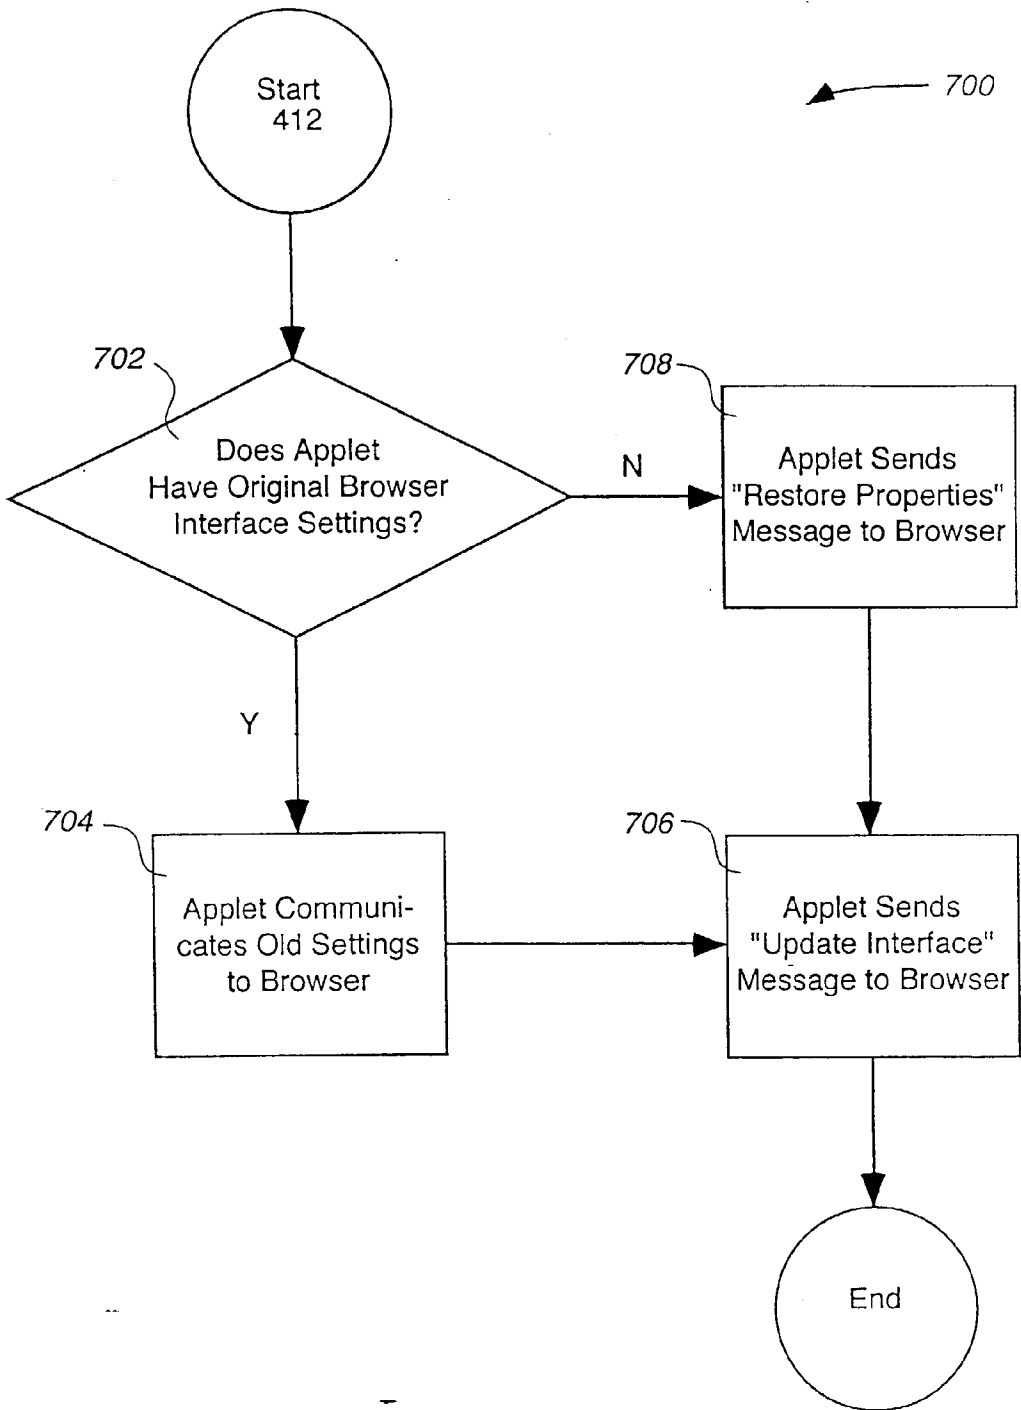 Start
412
700
702
Does Applet
Have Original Browser
Interface Settings?
N
708
Applet Sends
"Restore Properties"
Message to Browser
Y
704
Applet Communi-
cates Old Settings
to Browser
706
Applet Sends
"Update Interface"
Message to Browser
End